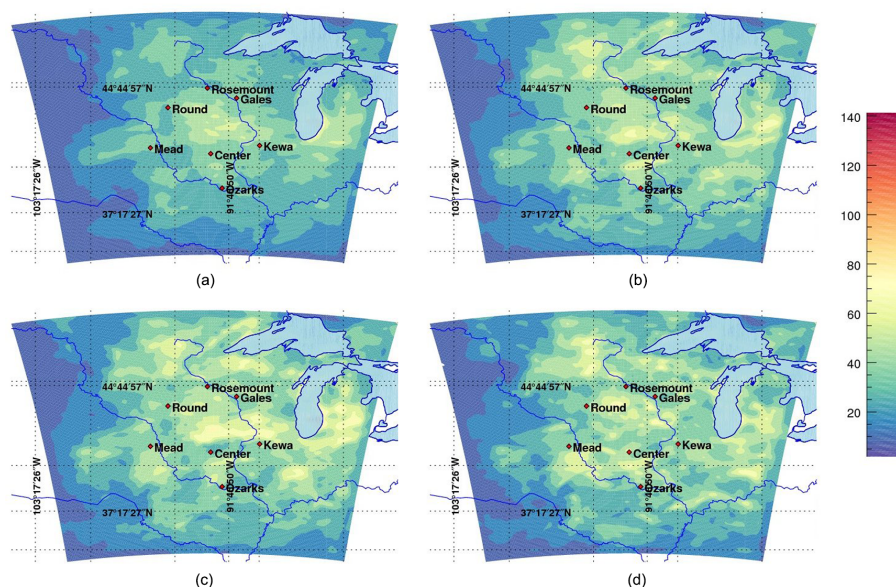 44°44'57" N
Rosemount
Gales
Round
Mead
Center
Kewa
Ozarks
103°17'26" W
91°40'50" W
37°17'27" N
(a)
44°44'57" N
Rosemount
Gales
Round
Mead
Center
Kewa
Ozarks
103°17'26" W
91°40'50" W
37°17'27" N
(b)
140
120
100
80
60
40
20
44°44'57" N
Rosemount
Gales
Round
Mead
Center
Kewa
Ozarks
103°17'26" W
91°40'50" W
37°17'27" N
(c)
44°44'57" N
Rosemount
Gales
Round
Mead
Center
Kewa
Ozarks
103°17'26" W
91°40'50" W
37°17'27" N
(d)